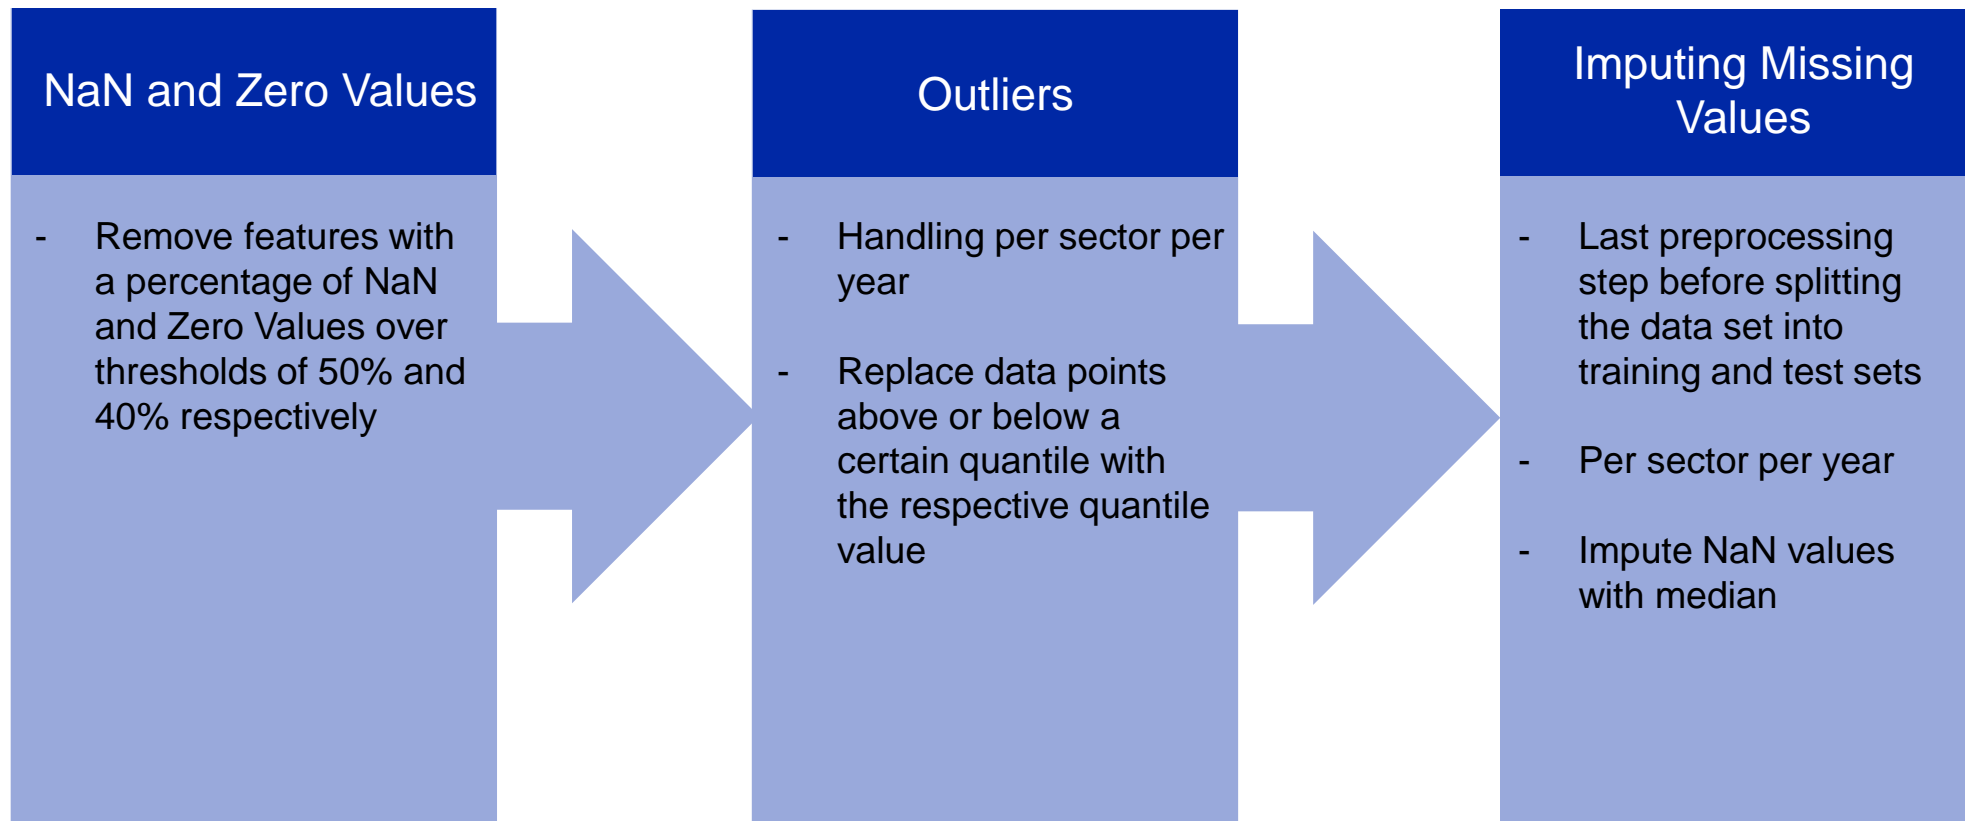 NaN and Zero Values
- Remove features with
a percentage of NaN
and Zero Values over
thresholds of 50% and
40% respectively
Outliers
- Handling per sector per
year
- Replace data points
above or below a
certain quantile with
the respective quantile
value
Imputing Missing
Values
- Last preprocessing
step before splitting
the data set into
training and test sets
- Per sector per year
- Impute NaN values
with median